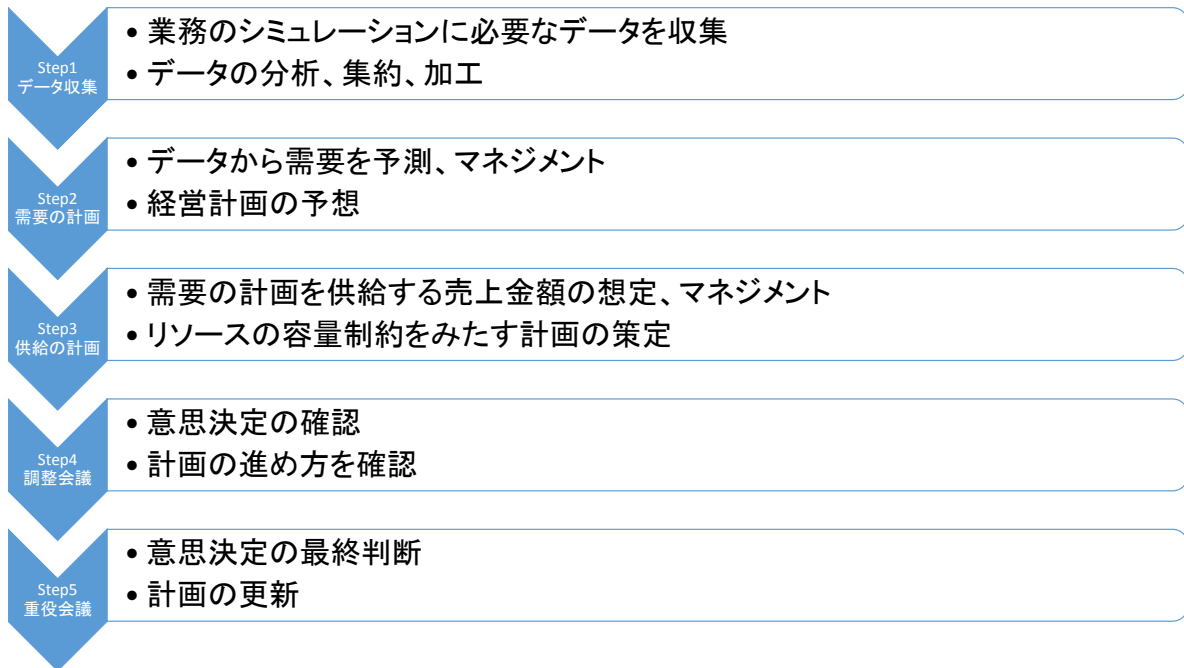 Step1
データ収集
• 業務のシミュレーションに必要なデータを収集
• データの分析、集約、加工
Step2
需要の計画
• データから需要を予測、マネジメント
• 経営計画の予想
Step3
供給の計画
• 需要の計画を供給する売上金額の想定、マネジメント
• リソースの容量制約をみたす計画の策定
Step4
調整会議
• 意思決定の確認
• 計画の進め方を確認
Step5
重役会議
• 意思決定の最終判断
• 計画の更新